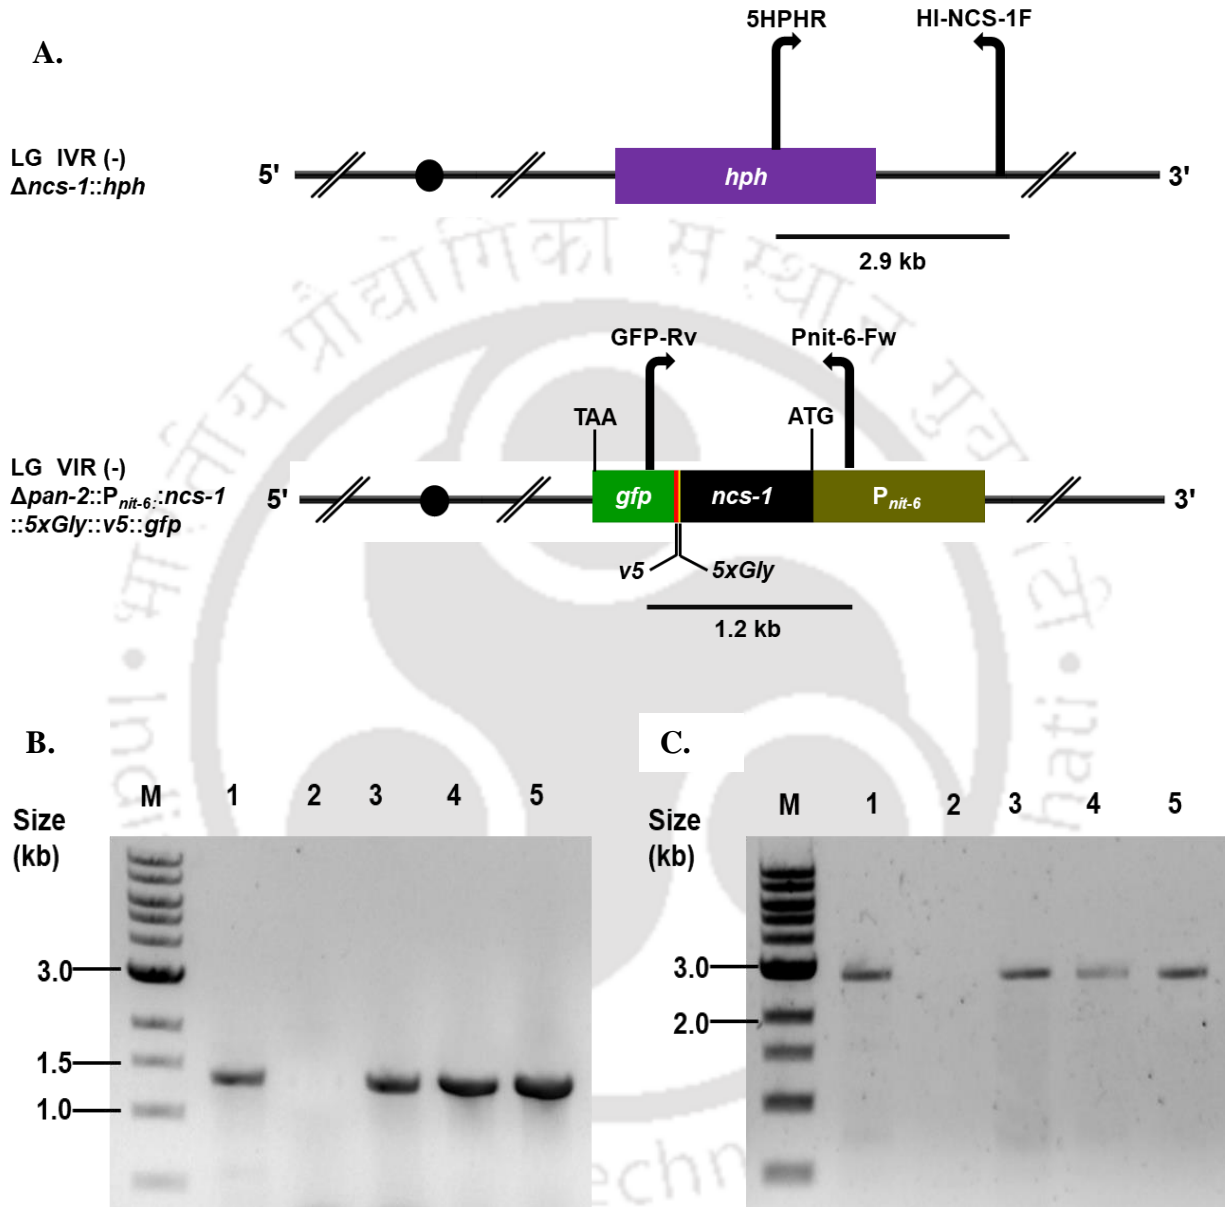 A.
5HPHR
HI-NCS-1F
LG IVR (-)
Δncs-1::hph
5'
hph
3'
2.9 kb
GFP-Rv
Pnit-6-Fw
TAA
ATG
LG VIR (-)
Δpan-2::Pnit-6::ncs-1
::5xGly::v5::gfp
5'
gfp
ncs-1
Pnit-6
3'
v5
5xGly
1.2 kb
B.
M 1 2 3 4 5
Size
(kb)
3.0
1.5
1.0
C.
M 1 2 3 4 5
Size
(kb)
3.0
2.0